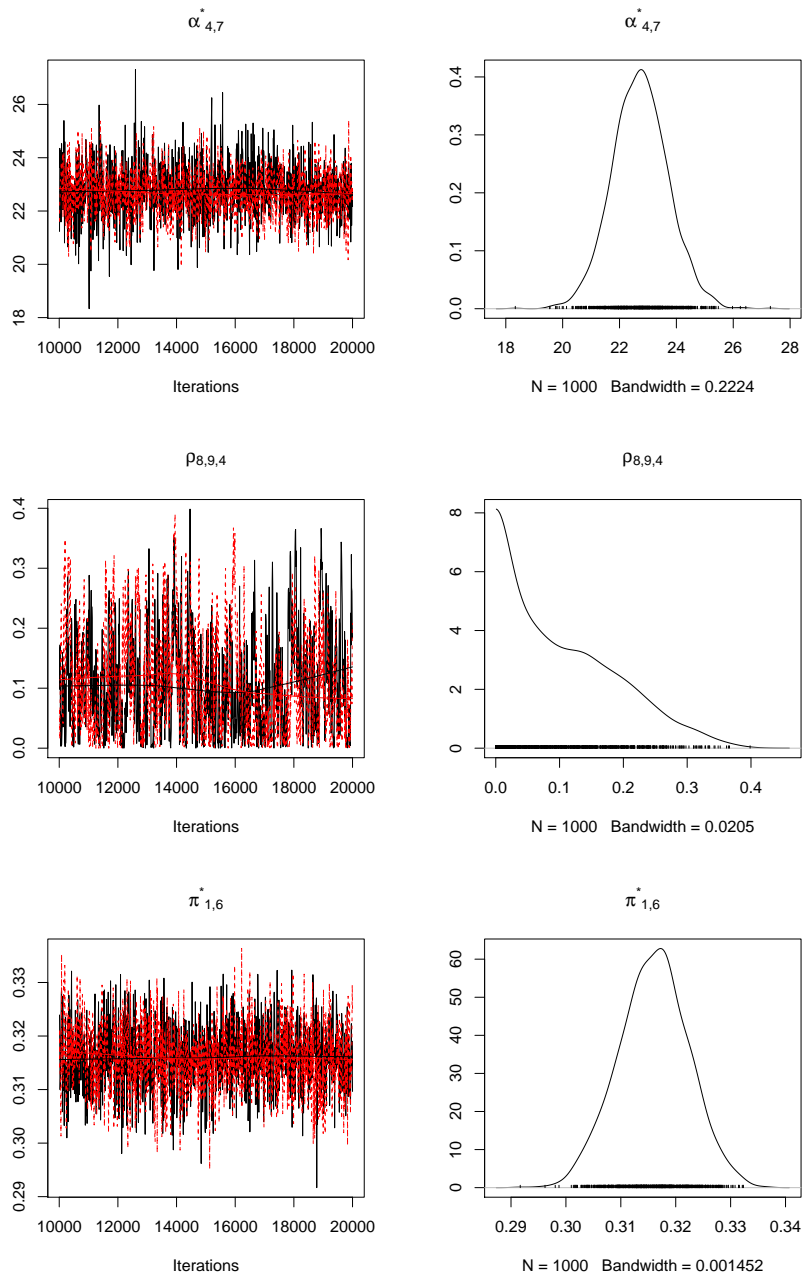 α*4,7
α*4,7
18 20 22 24 26
10000 12000 14000 16000 18000 20000
Iterations
0.0 0.1 0.2 0.3 0.4
18 20 22 24 26 28
N = 1000 Bandwidth = 0.2224
ρ8,9,4
ρ8,9,4
0.0 0.1 0.2 0.3 0.4
10000 12000 14000 16000 18000 20000
Iterations
0 2 4 6 8
0.0 0.1 0.2 0.3 0.4
N = 1000 Bandwidth = 0.0205
π*1,6
π*1,6
0.29 0.30 0.31 0.32 0.33
10000 12000 14000 16000 18000 20000
Iterations
0 10 20 30 40 50 60
0.29 0.30 0.31 0.32 0.33 0.34
N = 1000 Bandwidth = 0.001452